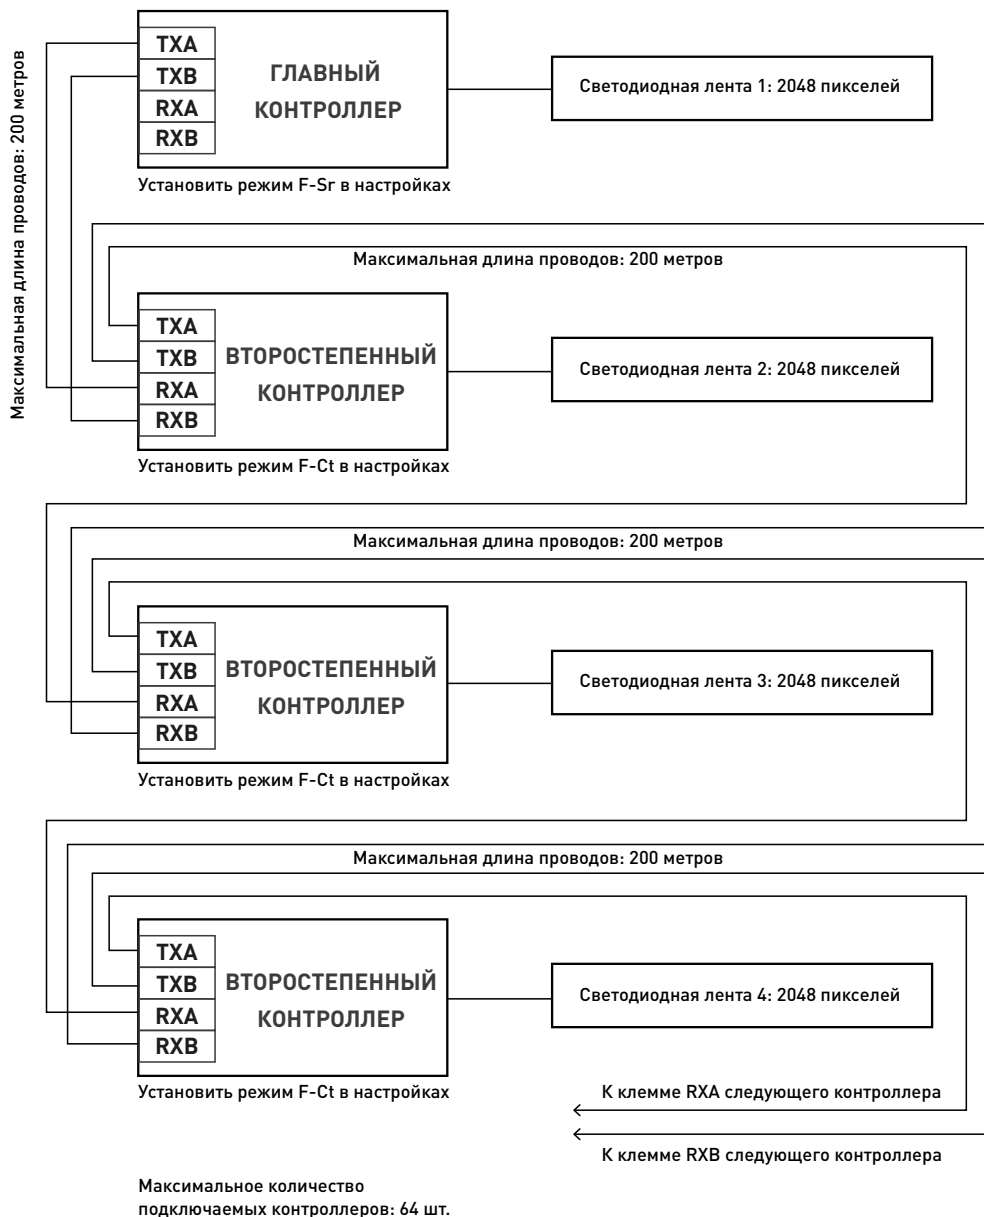 Максимальная длина проводов: 200 метров
TXA
TXB
RXA
RXB
ГЛАВНЫЙ
КОНТРОЛЛЕР
Светодиодная лента 1: 2048 пикселей
Установить режим F-Sr в настройках
Максимальная длина проводов: 200 метров
TXA
TXB
RXA
RXB
ВТОРОСТЕПЕННЫЙ
КОНТРОЛЛЕР
Светодиодная лента 2: 2048 пикселей
Установить режим F-Ct в настройках
Максимальная длина проводов: 200 метров
TXA
TXB
RXA
RXB
ВТОРОСТЕПЕННЫЙ
КОНТРОЛЛЕР
Светодиодная лента 3: 2048 пикселей
Установить режим F-Ct в настройках
Максимальная длина проводов: 200 метров
TXA
TXB
RXA
RXB
ВТОРОСТЕПЕННЫЙ
КОНТРОЛЛЕР
Светодиодная лента 4: 2048 пикселей
Установить режим F-Ct в настройках
К клемме RXA следующего контроллера
К клемме RXB следующего контроллера
Максимальное количество
подключаемых контроллеров: 64 шт.